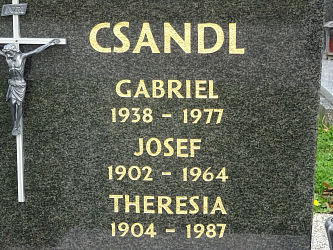 CSANDL
GABRIEL
1938 - 1977
JOSEF
1902 - 1964
THERESIA
1904 - 1987